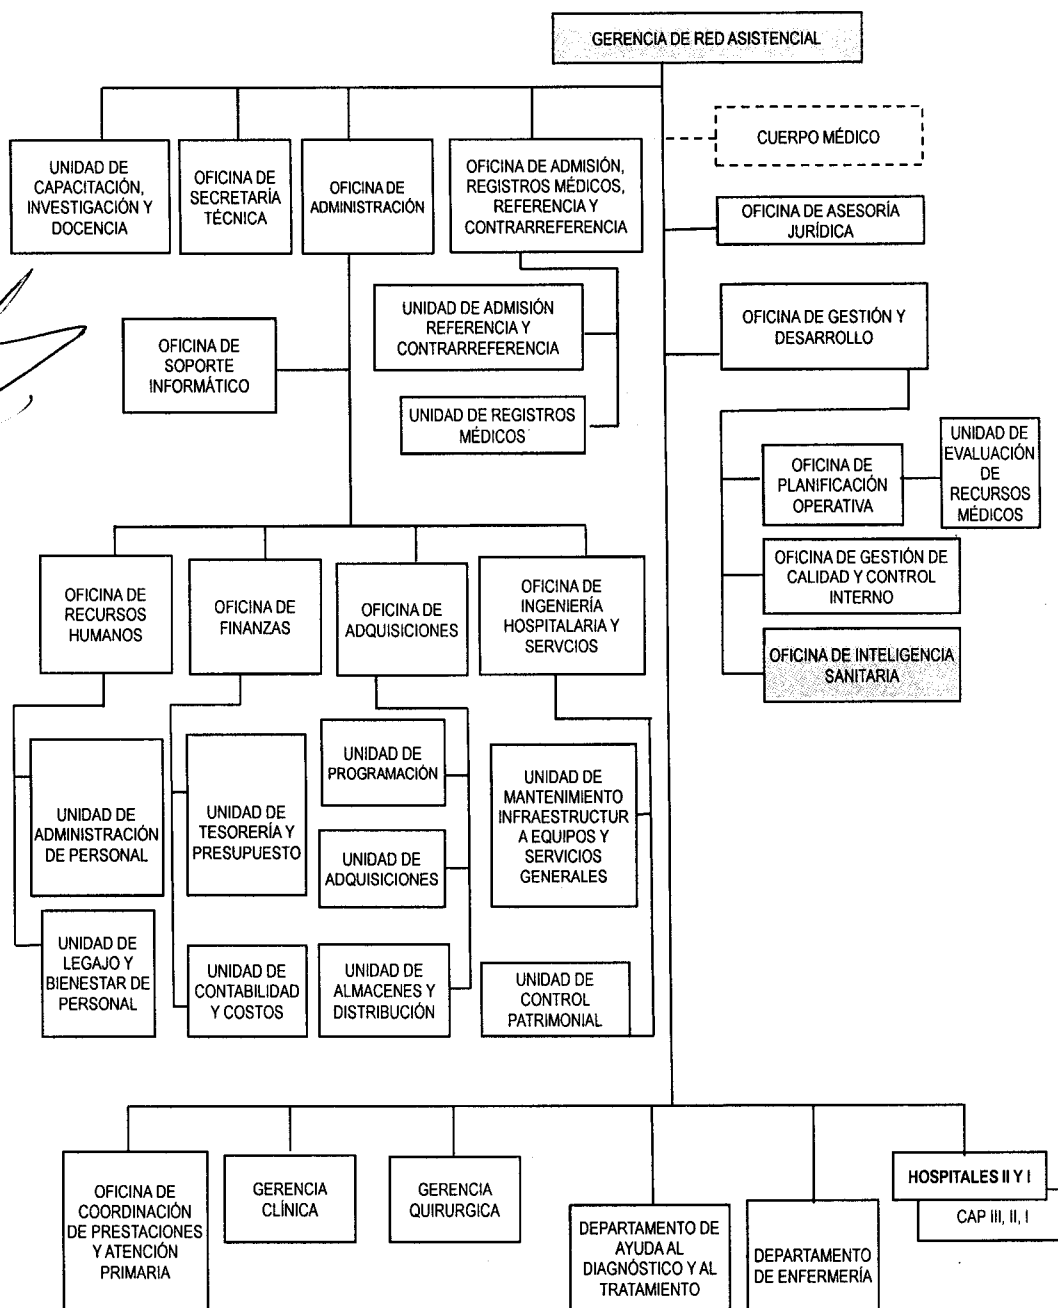 GERENCIA DE RED ASISTENCIAL
CUERPO MÉDICO
UNIDAD DE
CAPACITACIÓN,
INVESTIGACIÓN Y
DOCENCIA
OFICINA DE
SECRETARÍA
TÉCNICA
OFICINA DE
ADMINISTRACIÓN
OFICINA DE ADMISIÓN,
REGISTROS MÉDICOS,
REFERENCIA Y
CONTRARREFERENCIA
OFICINA DE ASESORÍA
JURÍDICA
UNIDAD DE ADMISIÓN
REFERENCIA Y
CONTRARREFERENCIA
OFICINA DE GESTIÓN Y
DESARROLLO
OFICINA DE
SOPORTE
INFORMÁTICO
UNIDAD DE REGISTROS
MÉDICOS
OFICINA DE
PLANIFICACIÓN
OPERATIVA
UNIDAD DE
EVALUACIÓN
DE
RECURSOS
MÉDICOS
OFICINA DE GESTIÓN DE
CALIDAD Y CONTROL
INTERNO
OFICINA DE INTELIGENCIA
SANITARIA
OFICINA DE
RECURSOS
HUMANOS
OFICINA DE
FINANZAS
OFICINA DE
ADQUISICIONES
OFICINA DE
INGENIERÍA
HOSPITALARIA Y
SERVCIOS
UNIDAD DE
ADMINISTRACIÓN
DE PERSONAL
UNIDAD DE
TESORERÍA Y
PRESUPUESTO
UNIDAD DE
PROGRAMACIÓN
UNIDAD DE
ADQUISICIONES
UNIDAD DE
MANTENIMIENTO
INFRAESTRUCTUR
A EQUIPOS Y
SERVICIOS
GENERALES
UNIDAD DE
LEGAJO Y
BIENESTAR DE
PERSONAL
UNIDAD DE
CONTABILIDAD
Y COSTOS
UNIDAD DE
ALMACENES Y
DISTRIBUCIÓN
UNIDAD DE
CONTROL
PATRIMONIAL
OFICINA DE
COORDINACIÓN
DE PRESTACIONES
Y ATENCIÓN
PRIMARIA
GERENCIA
CLÍNICA
GERENCIA
QUIRURGICA
DEPARTAMENTO DE
AYUDA AL
DIAGNÓSTICO Y AL
TRATAMIENTO
DEPARTAMENTO
DE ENFERMERÍA
HOSPITALES II Y I
CAP III, II, I